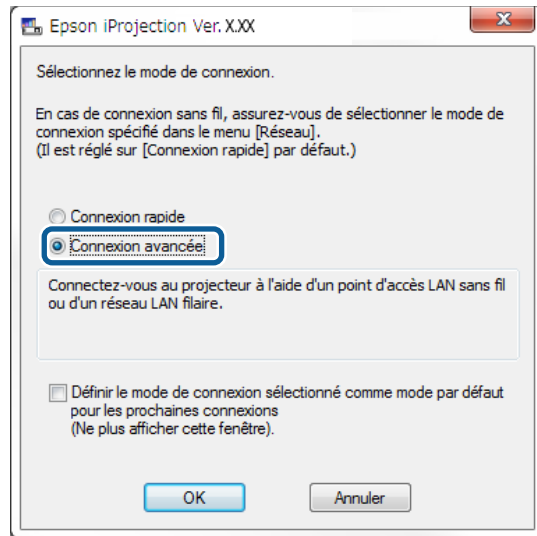 Epson iProjection Ver. X.XX
Sélectionnez le mode de connexion.
En cas de connexion sans fil, assurez-vous de sélectionner le mode de
connexion spécifié dans le menu [Réseau].
(Il est réglé sur [Connexion rapide] par défaut.)
Connexion rapide
Connexion avancée
Connectez-vous au projecteur à l'aide d'un point d'accès LAN sans fil
ou d'un réseau LAN filaire.
Définir le mode de connexion sélectionné comme mode par défaut
pour les prochaines connexions
(Ne plus afficher cette fenêtre).
OK
Annuler